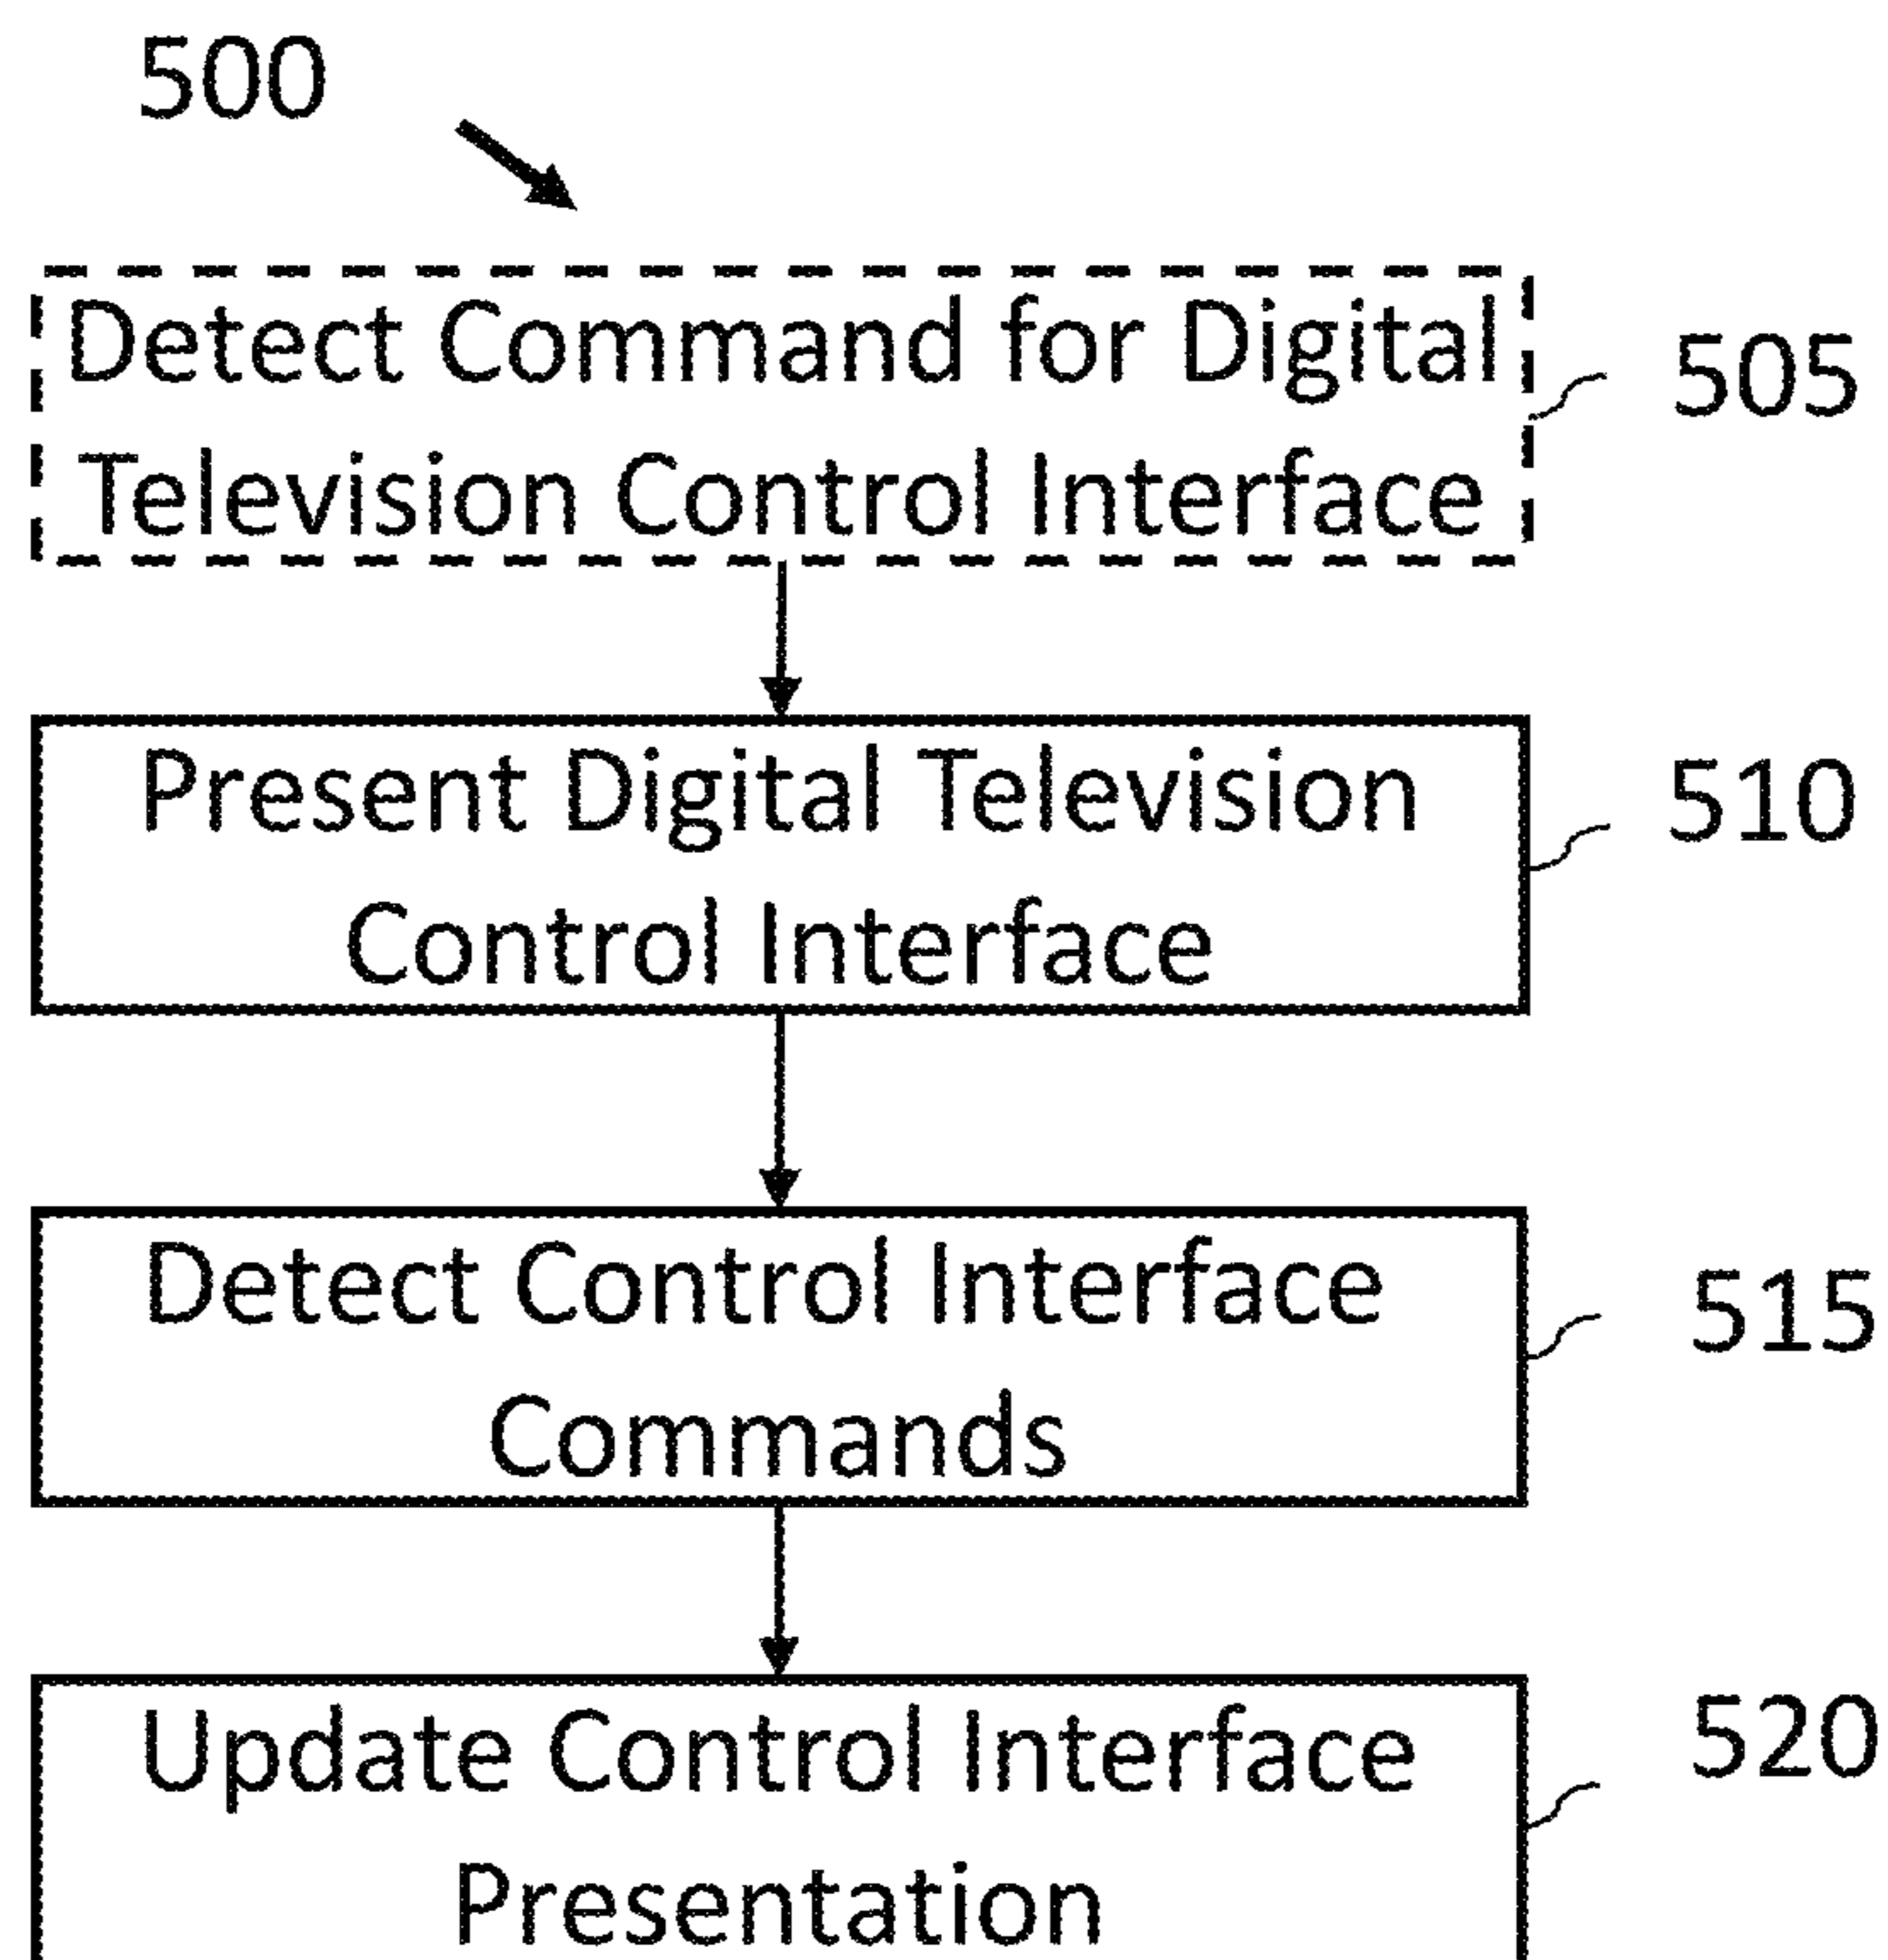 500
Detect Command for Digital
Television Control Interface
505
Present Digital Television
Control Interface
510
Detect Control Interface
Commands
515
Update Control Interface
Presentation
520